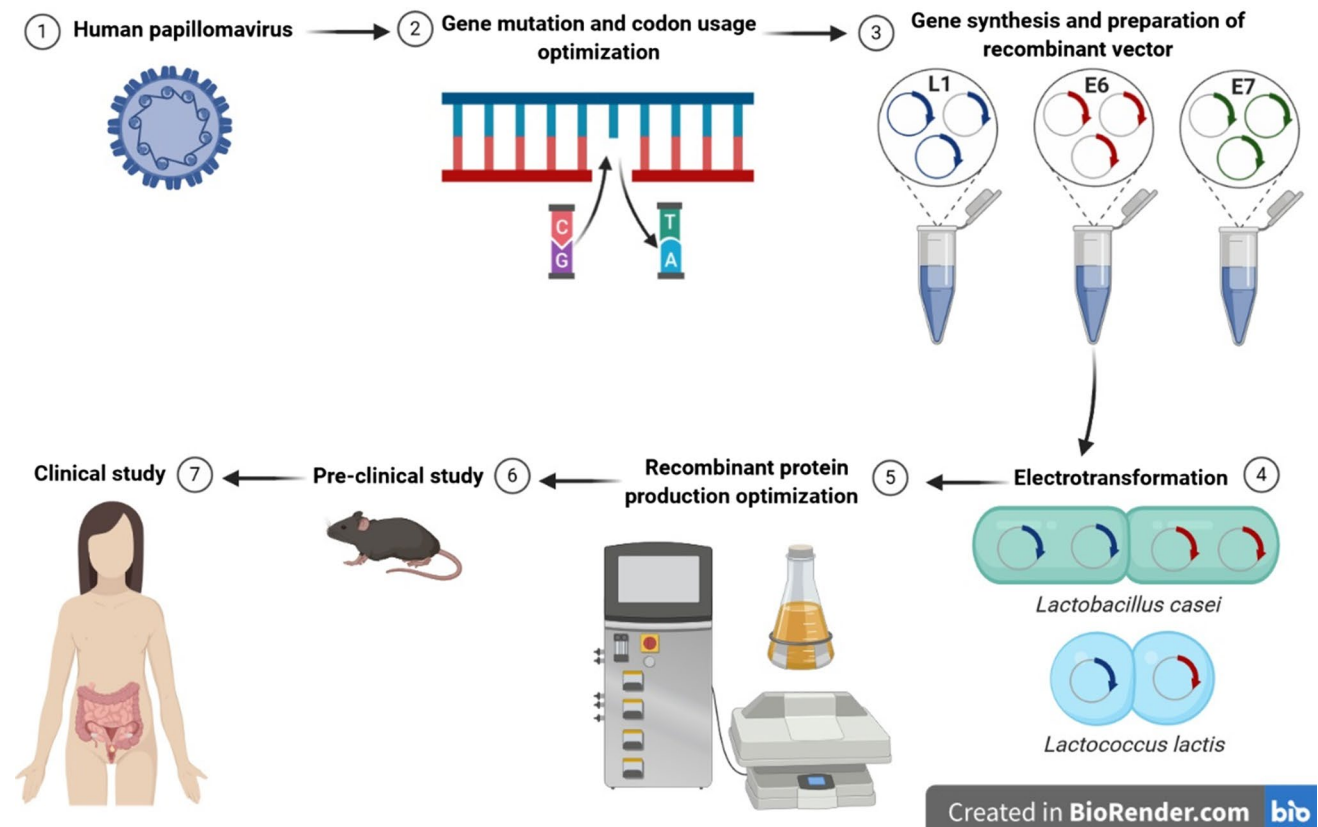 1 Human papillomavirus
2 Gene mutation and codon usage
optimization
3 Gene synthesis and preparation of
recombinant vector
L1
E6
E7
C
G
T
A
4 Electrotransformation
Lactobacillus casei
Lactococcus lactis
5 Recombinant protein
production optimization
6 Pre-clinical study
7 Clinical study
Created in BioRender.com bio